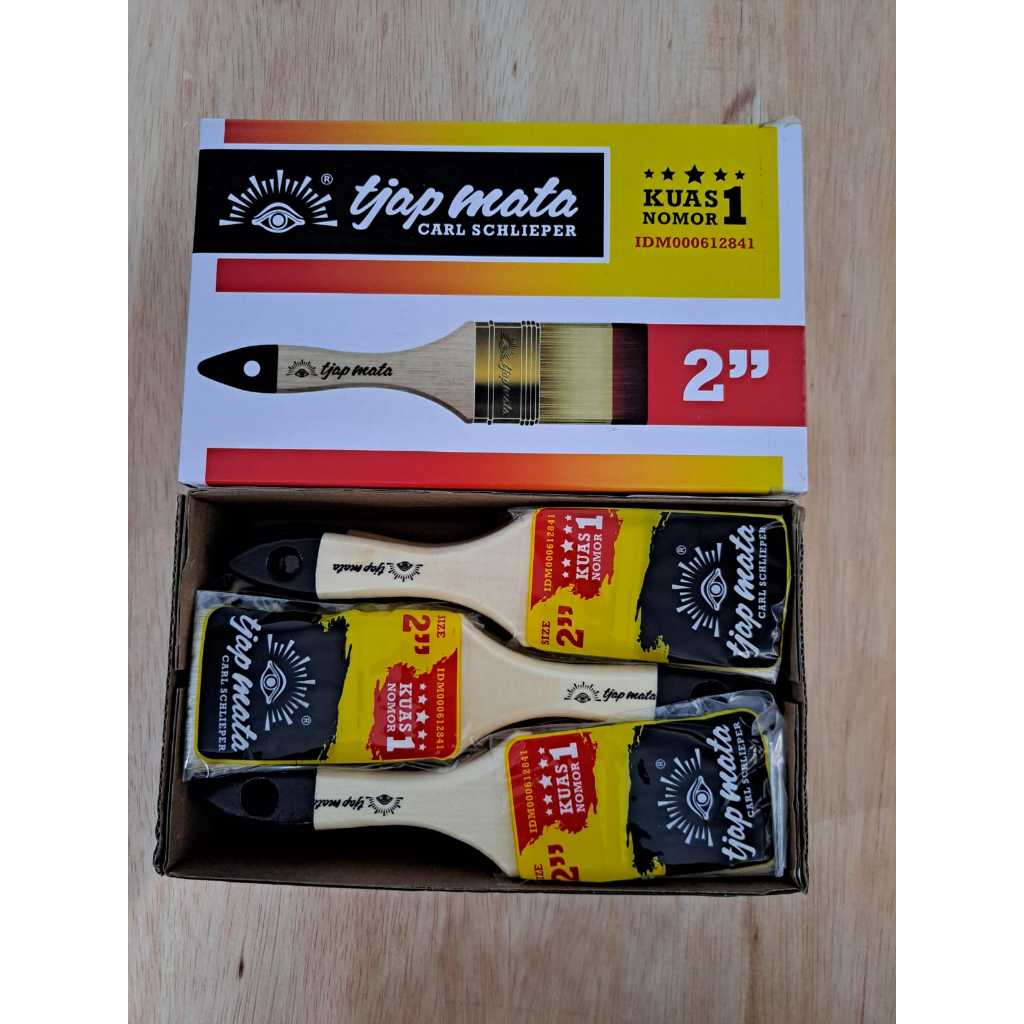 ® tjap mata
CARL SCHLIEPER
KUAS
NOMOR 1
IDM000612841
tjap mata
tjap mata
2”
tjap mata
IDM000612841
KUAS
NOMOR 1
SIZE
2”
®
tjap mata
CARL SCHLIEPER
tjap mata
CARL SCHLIEPER
®
2”
SIZE
IDM000612841
KUAS
NOMOR 1
tjap mata
tjap mata
IDM000612841
KUAS
NOMOR 1
SIZE
2”
®
tjap mata
CARL SCHLIEPER